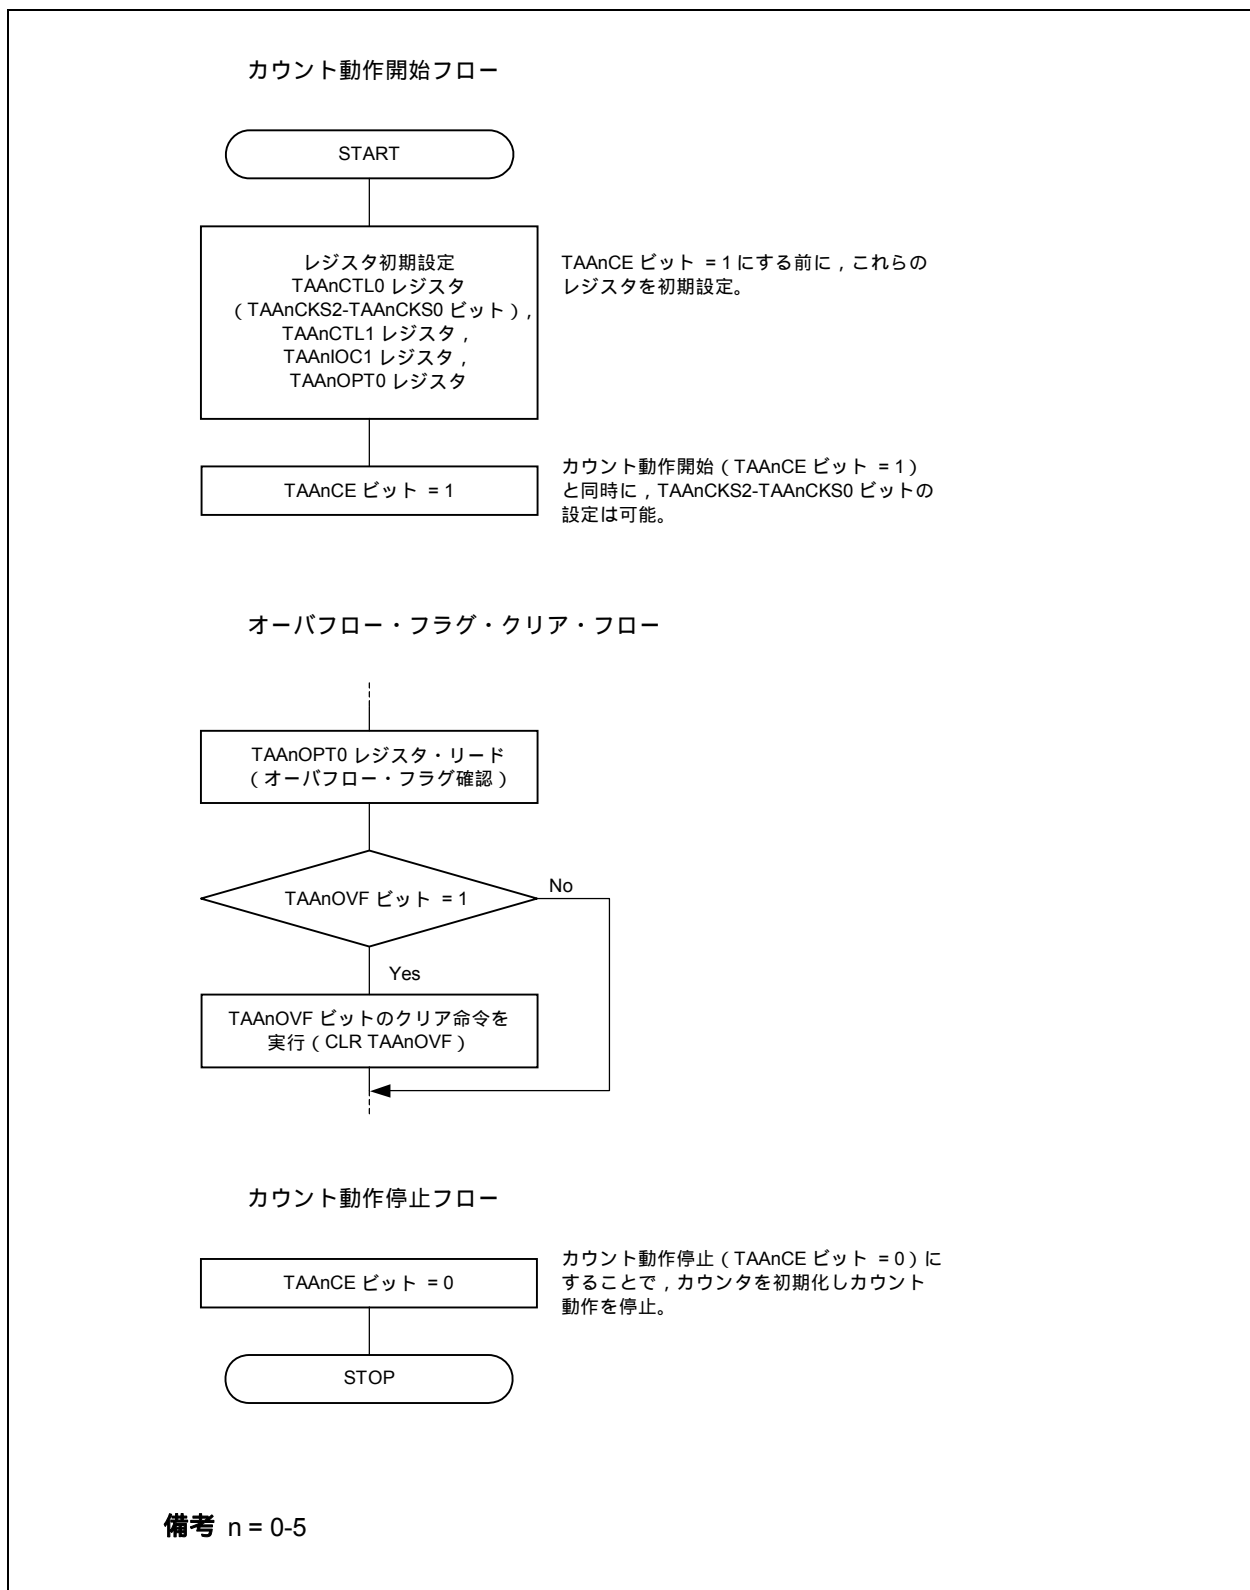 カウント動作開始フロー
START
レジスタ初期設定
TAAnCTL0 レジスタ
（TAAnCKS2-TAAnCKS0 ビット），
TAAnCTL1 レジスタ，
TAAnIOC1 レジスタ，
TAAnOPT0 レジスタ
TAAnCE ビット = 1 にする前に，これらの
レジスタを初期設定。
TAAnCE ビット = 1
カウント動作開始（TAAnCE ビット = 1）
と同時に，TAAnCKS2-TAAnCKS0 ビットの
設定は可能。
オーバフロー・フラグ・クリア・フロー
TAAnOPT0 レジスタ・リード
（オーバフロー・フラグ確認）
TAAnOVF ビット = 1
No
Yes
TAAnOVF ビットのクリア命令を
実行（CLR TAAnOVF）
カウント動作停止フロー
TAAnCE ビット = 0
カウント動作停止（TAAnCE ビット = 0）に
することで，カウンタを初期化しカウント
動作を停止。
STOP
備考 n = 0-5